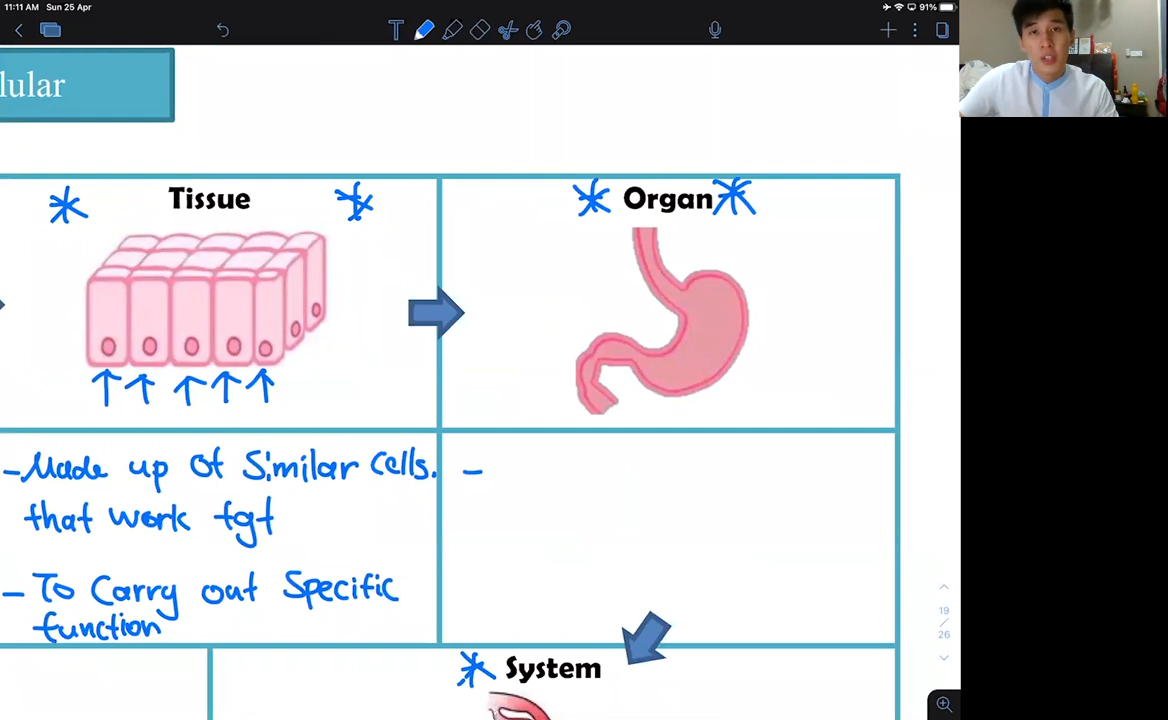 11:11 AM Sun 25 Apr
91%
lular
Tissue
Organ
- Made up of Similar Cells.
that work tgt
- To Carry out Specific
function
-
19
/
26
System